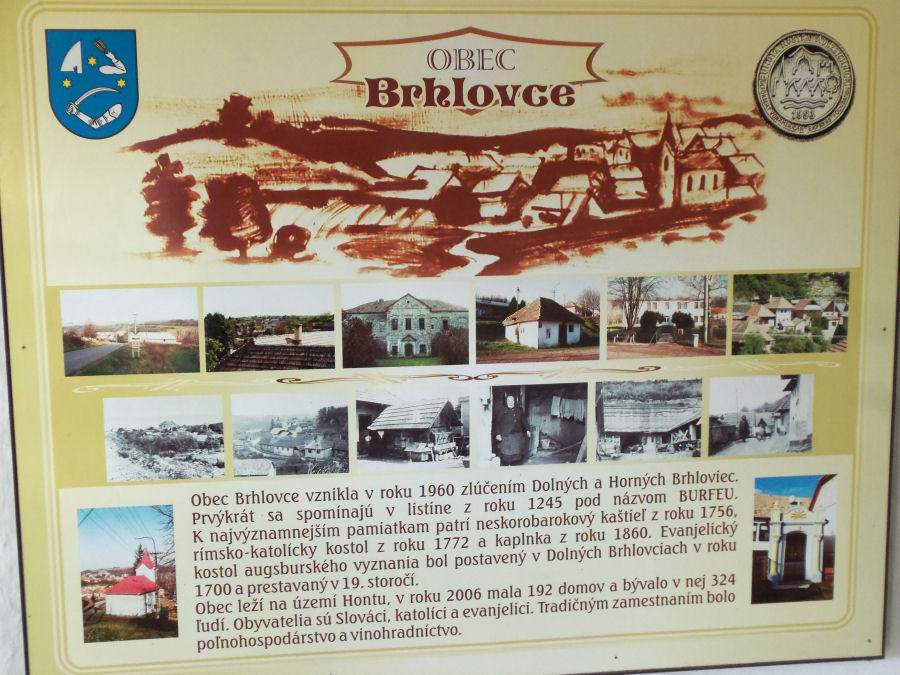 OBEC
Brhlovce
1996
Obec Brhlovce vznikla v roku 1960 zlúčením Dolných a Horných Brhloviec.
Prvýkrát sa spomínajú v listine z roku 1245 pod názvom BURFEU.
K najvýznamnejším pamiatkam patrí neskorobarokový kaštieľ z roku 1756,
rímsko-katolícky kostol z roku 1772 a kaplnka z roku 1860. Evanjelický
kostol augsburského vyznania bol postavený v Dolných Brhlovciach v roku
1700 a prestavaný v 19. storočí.
Obec leží na území Hontu, v roku 2006 mala 192 domov a bývalo v nej 324
ľudí. Obyvatelia sú Slováci, katolíci a evanjelici. Tradičným zamestnaním bolo
poľnohospodárstvo a vinohradníctvo.